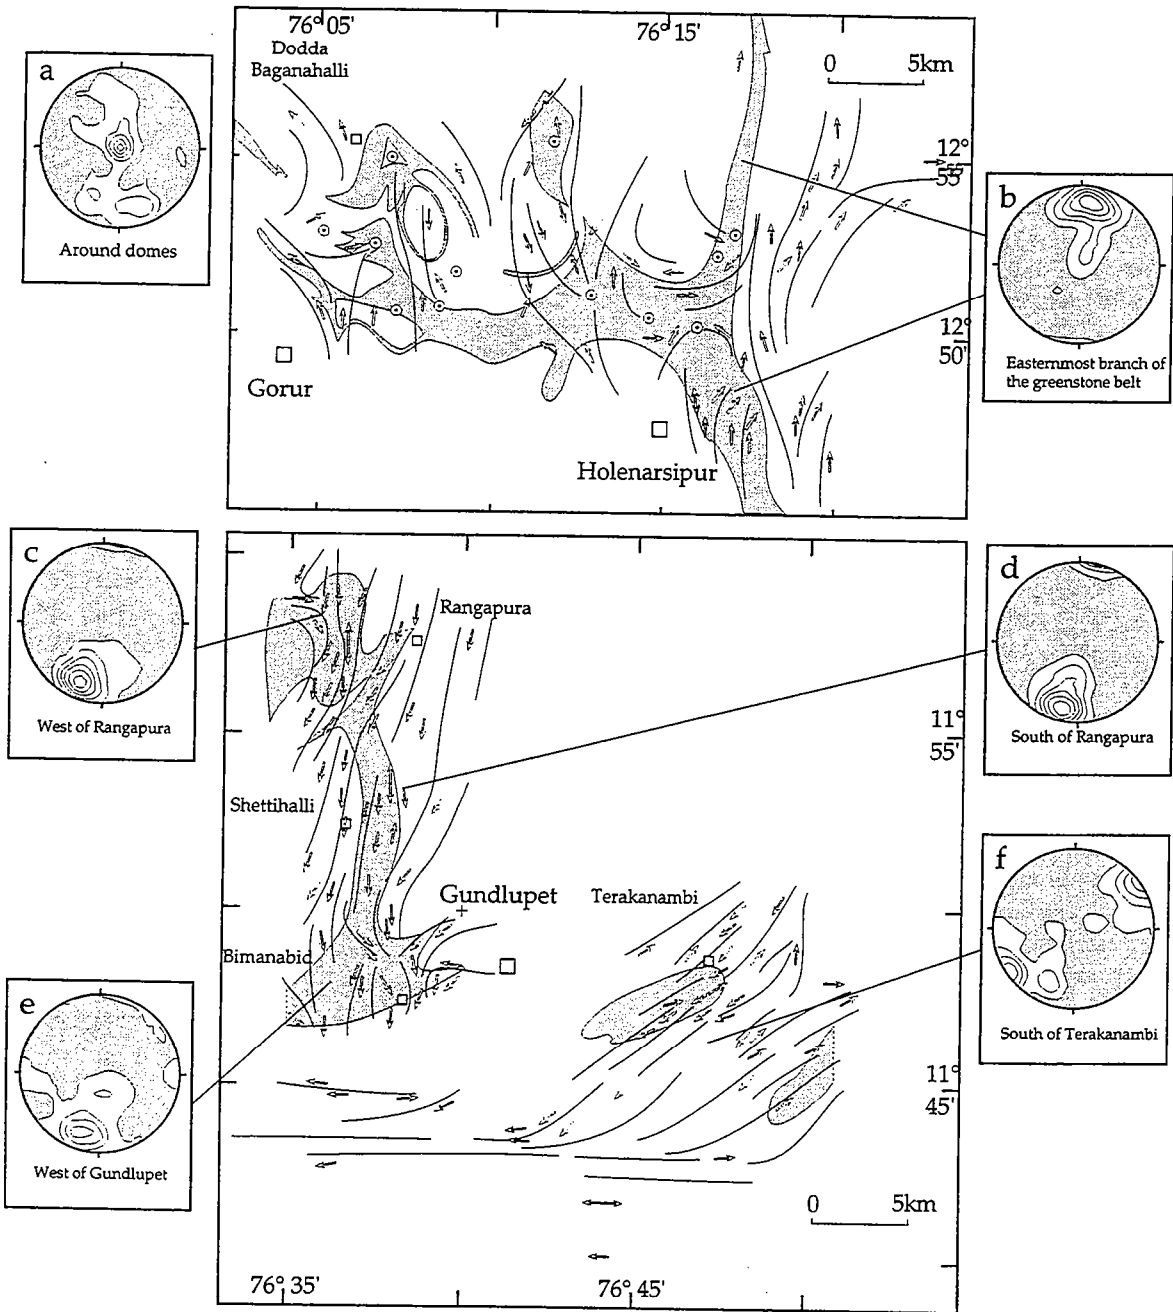 76° 05'
76° 15'
Dodda
Baganahalli
0 5km
12°
55'
12°
50'
Gorur
Holenarsipur
a
Around domes
b
Easternmost branch of
the greenstone belt
c
West of Rangapura
d
South of Rangapura
e
West of Gundlupet
f
South of Terakanambi
Rangapura
11°
55'
Shettihalli
Gundlupet
Terakanambi
Bimanabid
11°
45'
0 5km
76° 35'
76° 45'